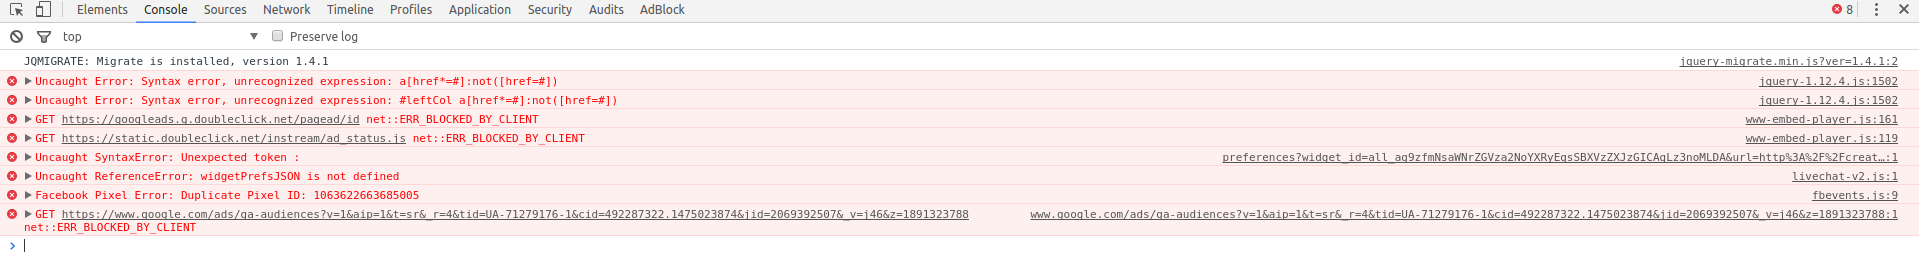 Elements Console Sources Network Timeline Profiles Application Security Audits AdBlock 8
top Preserve log
JQMIGRATE: Migrate is installed, version 1.4.1 jquery-migrate.min.js?ver=1.4.1:2
Uncaught Error: Syntax error, unrecognized expression: a[href*=#]:not([href=#]) jquery-1.12.4.js:1502
Uncaught Error: Syntax error, unrecognized expression: #leftCol a[href*=#]:not([href=#]) jquery-1.12.4.js:1502
GET https://googleads.g.doubleclick.net/pagead/id net::ERR_BLOCKED_BY_CLIENT www-embed-player.js:161
GET https://static.doubleclick.net/instream/ad_status.js net::ERR_BLOCKED_BY_CLIENT www-embed-player.js:119
Uncaught SyntaxError: Unexpected token : preferences?widget_id=all_ag9zfmNsaWNrZGVza2NoYXRyEgsSBXVzZXJzGICAgLz3noMLDA&url=http%3A%2F%2Fcreat…:1
Uncaught ReferenceError: widgetPrefsJSON is not defined livechat-v2.js:1
Facebook Pixel Error: Duplicate Pixel ID: 1063622663685005 fbevents.js:9
GET https://www.google.com/ads/ga-audiences?v=1&aip=1&t=sr&_r=4&tid=UA-71279176-1&cid=492287322.1475023874&jid=2069392507&_v=j46&z=1891323788 www.google.com/ads/ga-audiences?v=1&aip=1&t=sr&_r=4&tid=UA-71279176-1&cid=492287322.1475023874&jid=2069392507&_v=j46&z=1891323788:1
net::ERR_BLOCKED_BY_CLIENT